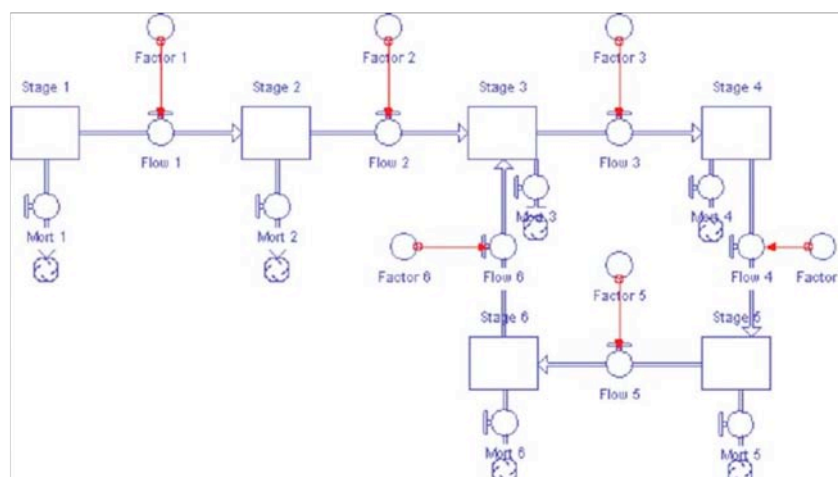 Factor 1
Factor 2
Factor 3
Stage 1
Stage 2
Stage 3
Stage 4
Flow 1
Flow 2
Flow 3
Mort 1
Mort 2
Mort 3
Mort 4
Factor 6
Flow 6
Factor 5
Flow 4
Factor
Stage 6
Stage 5
Flow 5
Mort 6
Mort 5